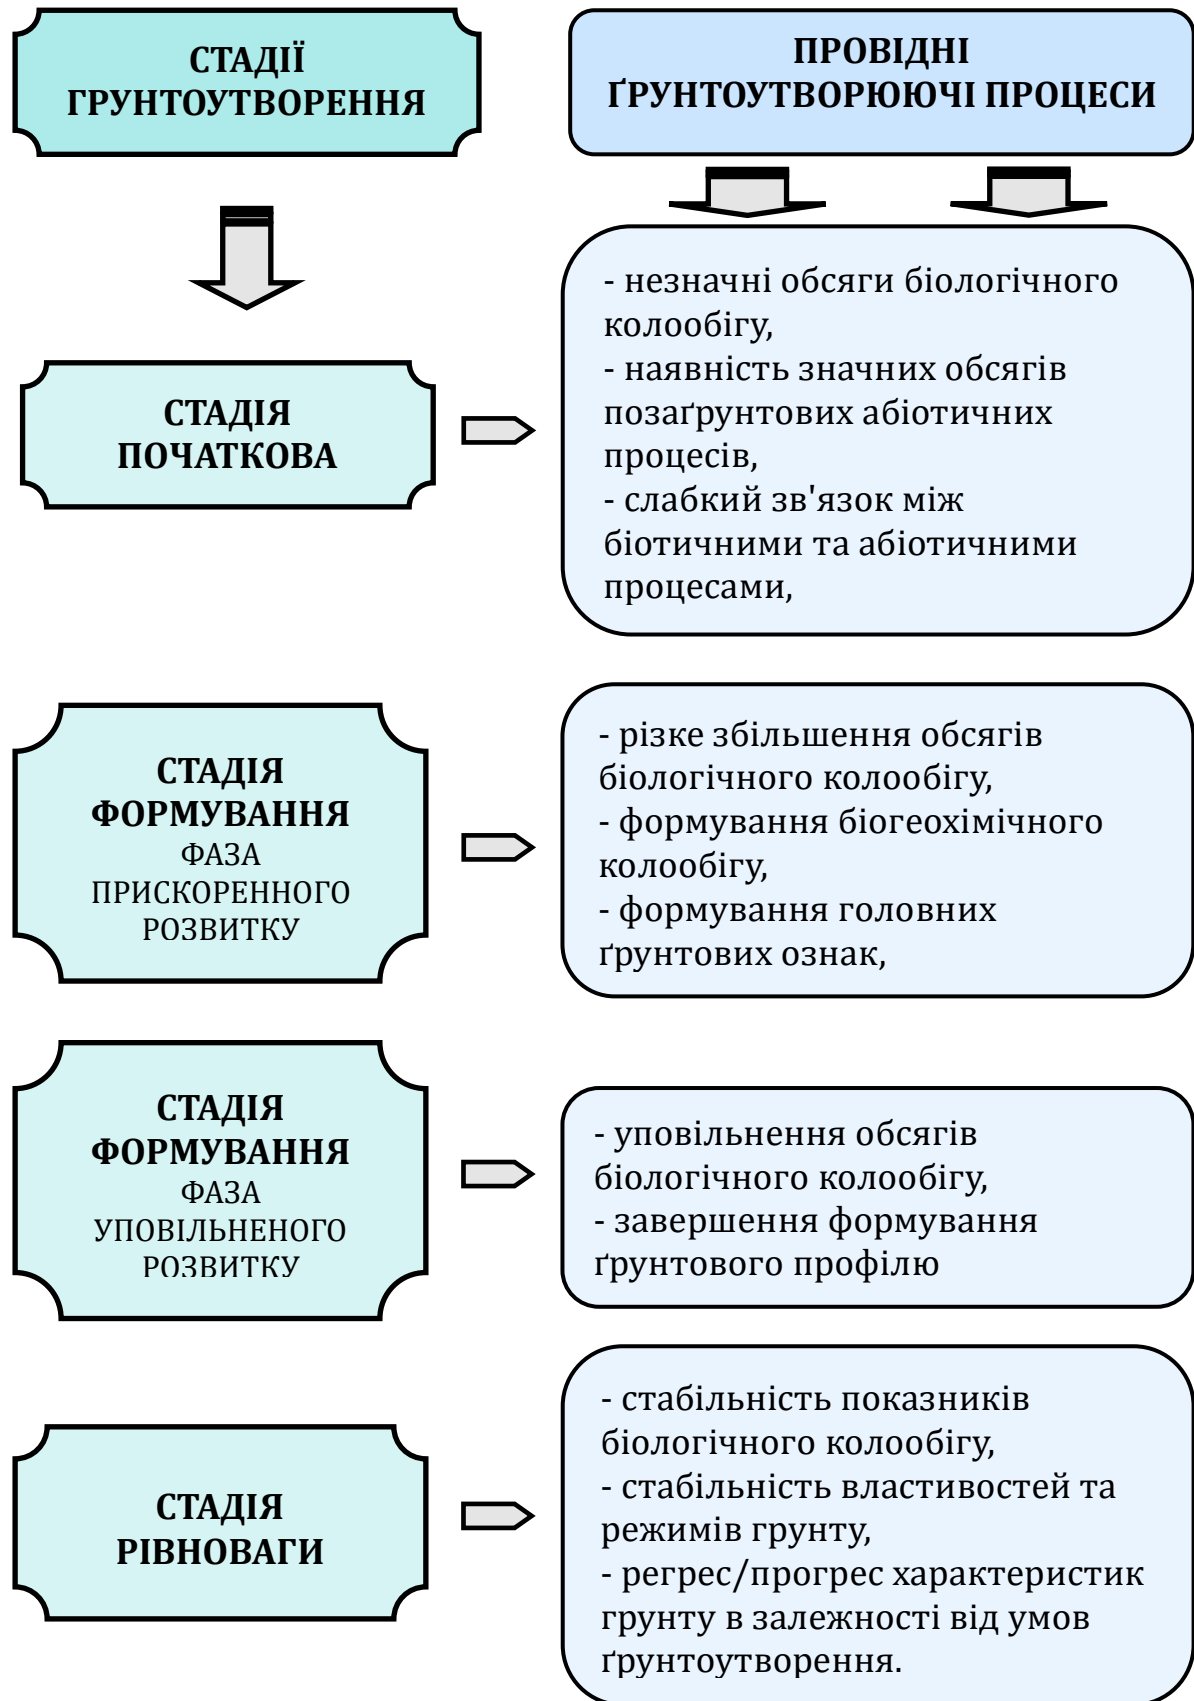 СТАДІЇ
ГРУНТОУТВОРЕННЯ
ПРОВІДНІ
ҐРУНТОУТВОРЮЮЧІ ПРОЦЕСИ
СТАДІЯ
ПОЧАТКОВА
- незначні обсяги біологічного
колообігу,
- наявність значних обсягів
позаґрунтових абіотичних
процесів,
- слабкий зв'язок між
біотичними та абіотичними
процесами,
СТАДІЯ
ФОРМУВАННЯ
ФАЗА
ПРИСКОРЕННОГО
РОЗВИТКУ
- різке збільшення обсягів
біологічного колообігу,
- формування біогеохімічного
колообігу,
- формування головних
ґрунтових ознак,
СТАДІЯ
ФОРМУВАННЯ
ФАЗА
УПОВІЛЬНЕНОГО
РОЗВИТКУ
- уповільнення обсягів
біологічного колообігу,
- завершення формування
ґрунтового профілю
СТАДІЯ
РІВНОВАГИ
- стабільність показників
біологічного колообігу,
- стабільність властивостей та
режимів грунту,
- регрес/прогрес характеристик
грунту в залежності від умов
ґрунтоутворення.